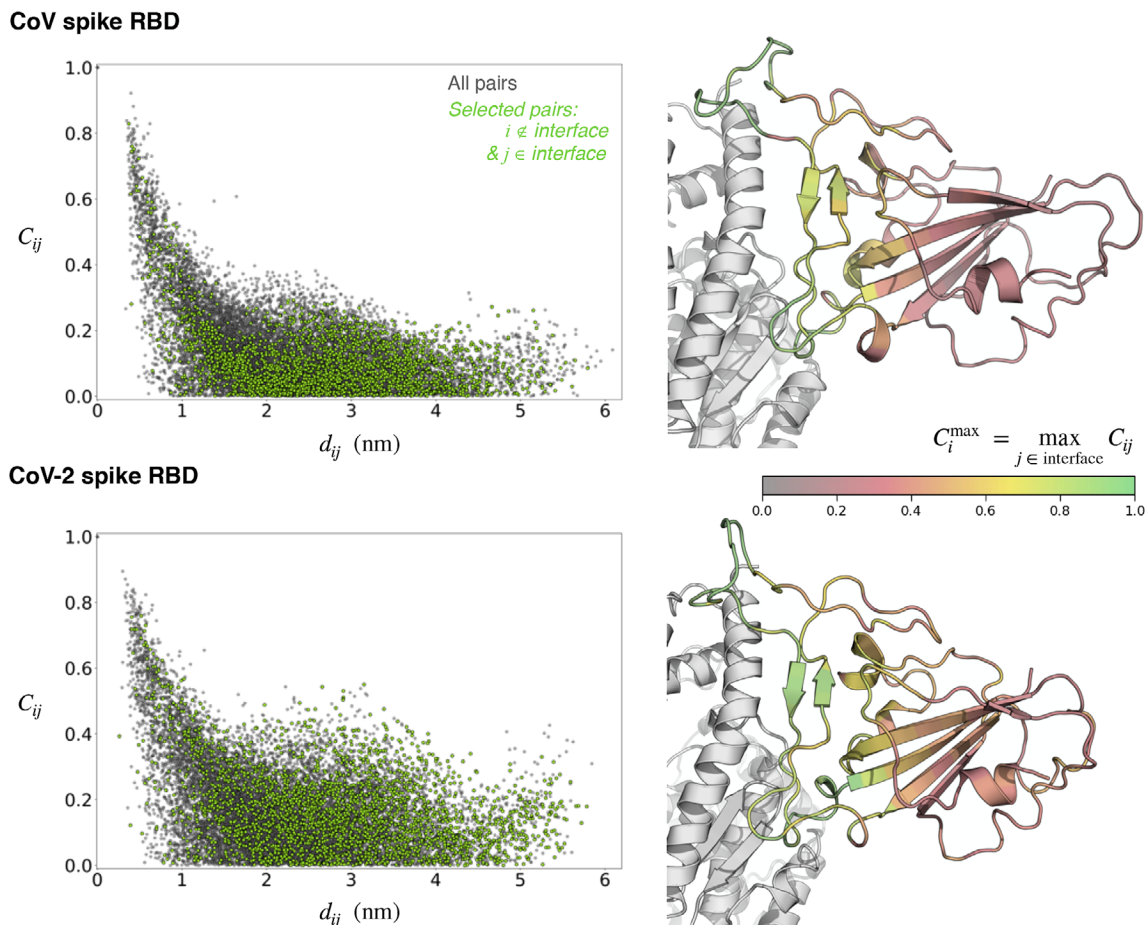 CoV spike RBD
1.0
0.8
0.6
0.4
0.2
0.0
C_ij
All pairs
Selected pairs:
i ∉ interface
& j ∈ interface
0 1 2 3 4 5 6
d_ij (nm)
C_i^max = max C_ij
j ∈ interface
0.0 0.2 0.4 0.6 0.8 1.0
CoV-2 spike RBD
1.0
0.8
0.6
0.4
0.2
0.0
C_ij
0 1 2 3 4 5 6
d_ij (nm)